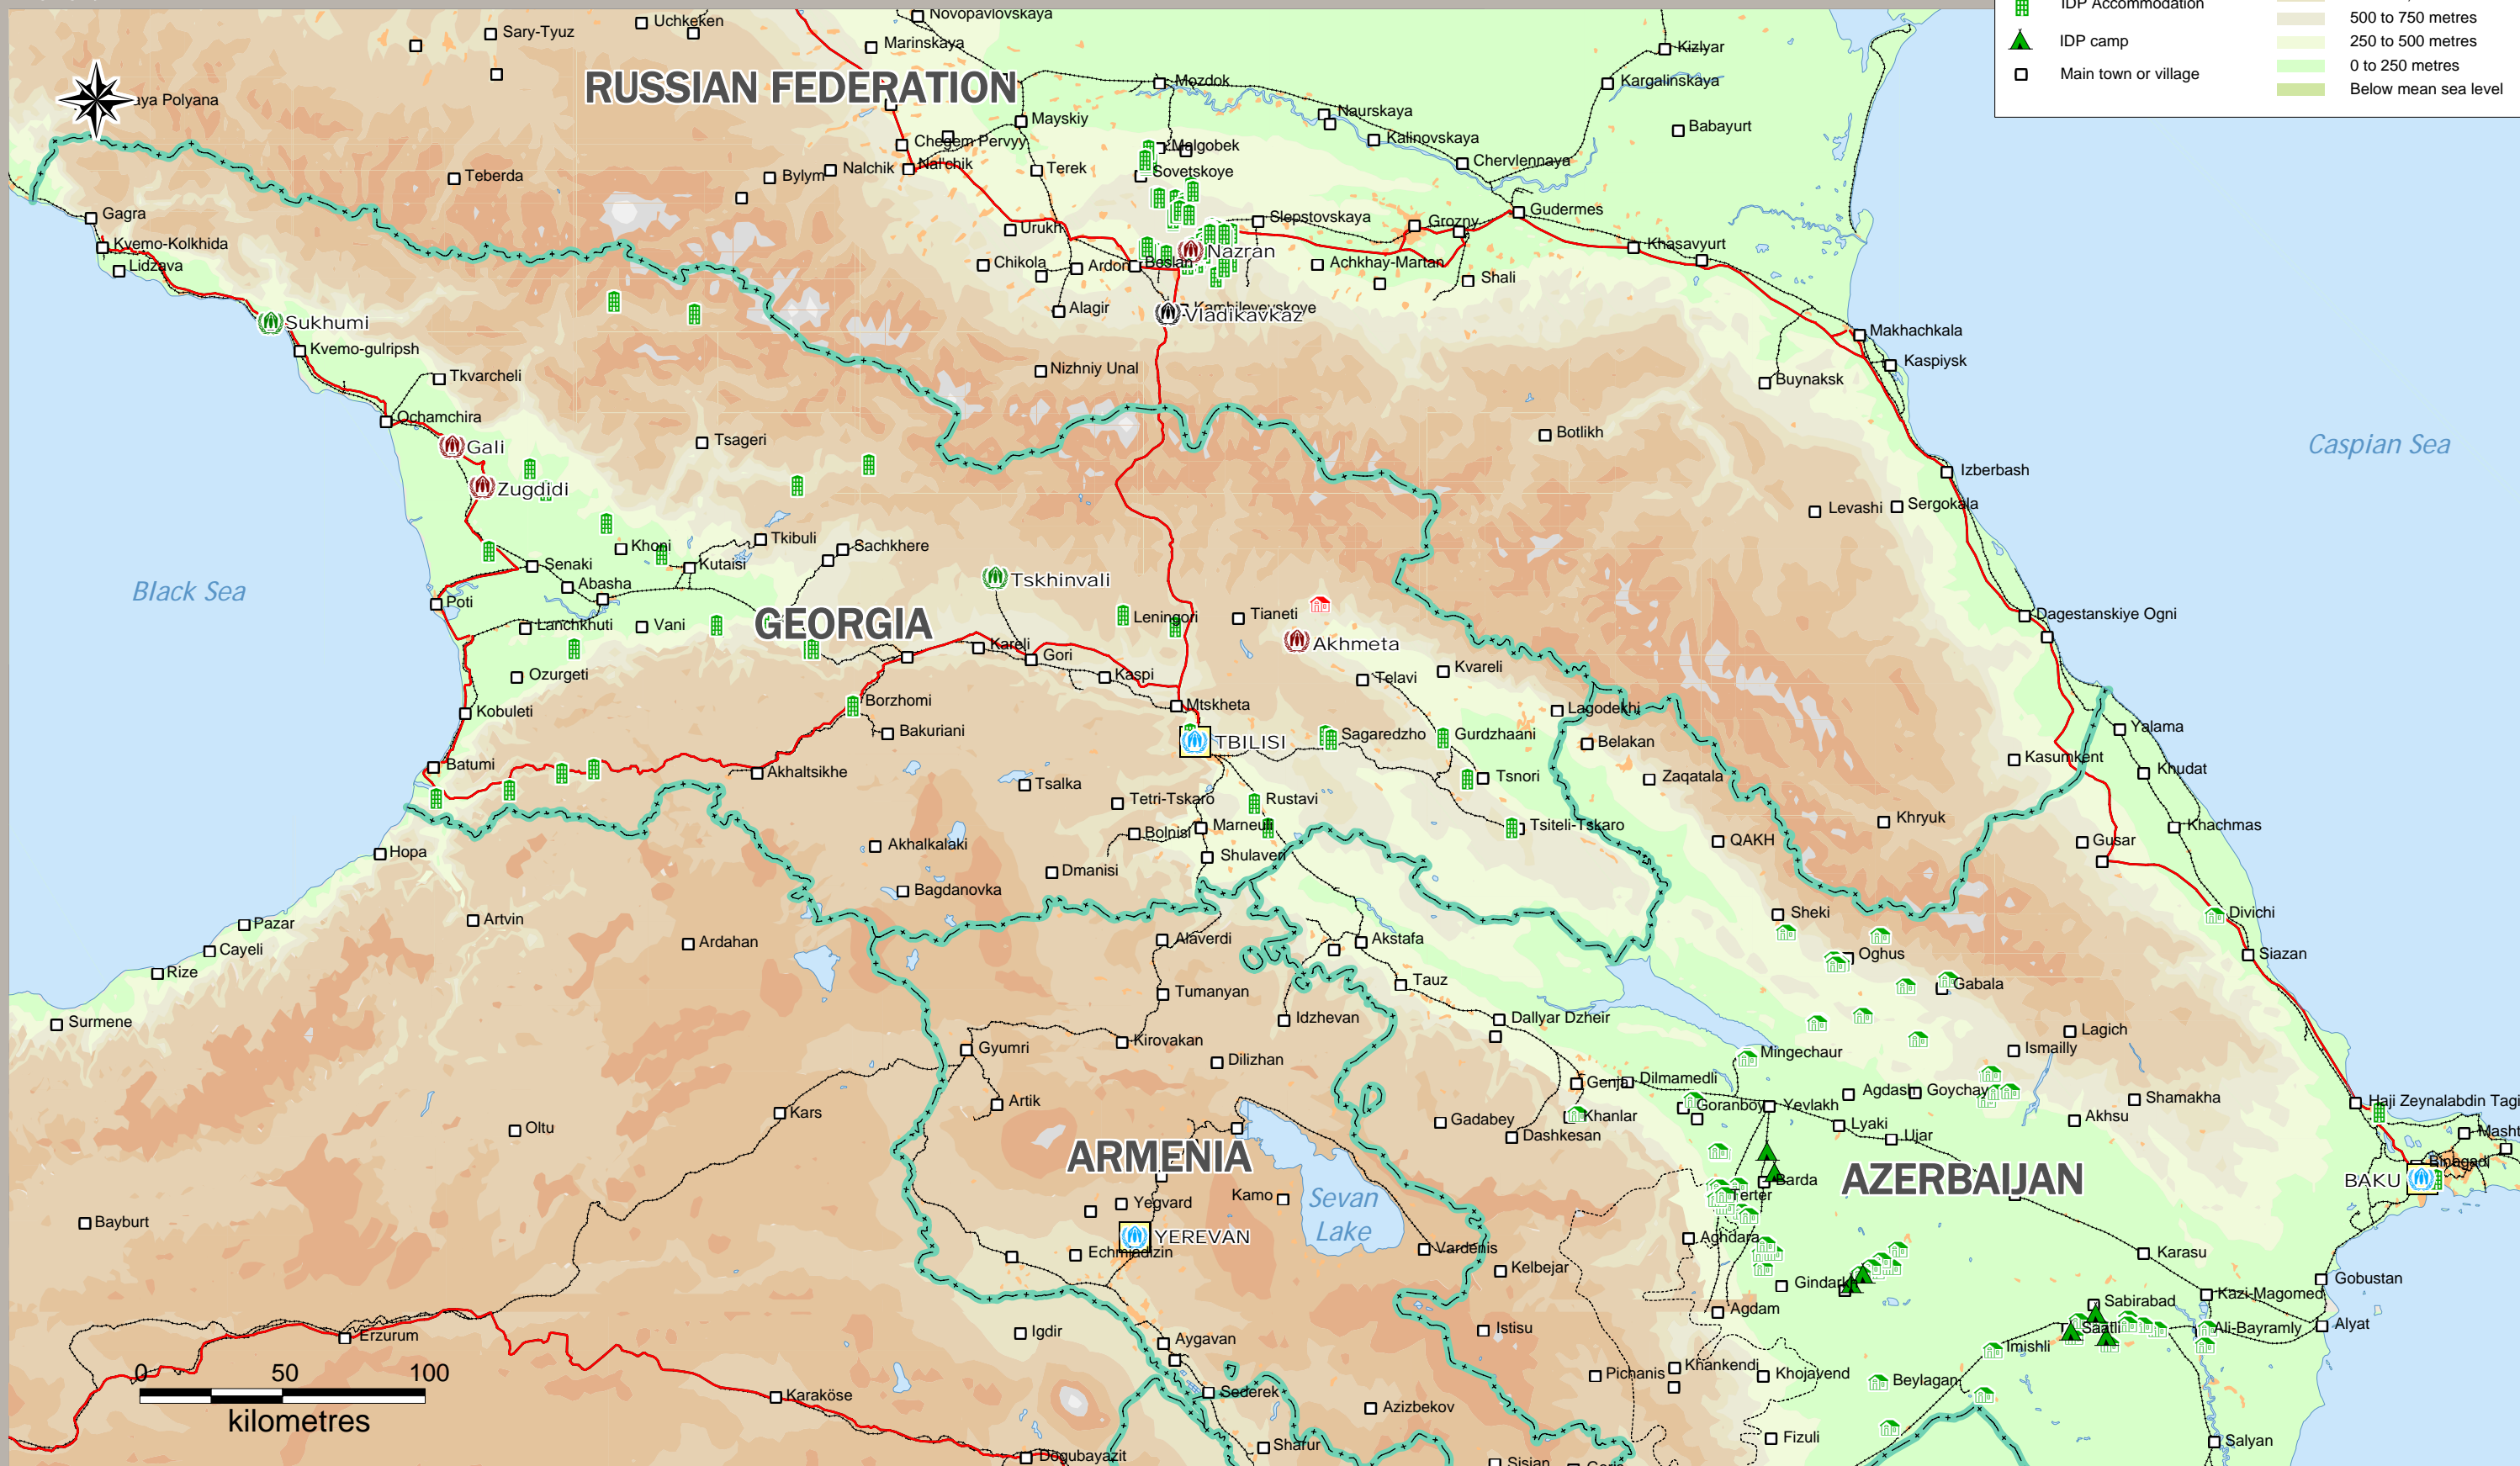 IDP Accommodation
IDP camp
Main town or village
500 to 750 metres
250 to 500 metres
0 to 250 metres
Below mean sea level
Novopavlovskaya
Uchkeken
Sary-Tyuz
Marinskaya
Kizlyar
RUSSIAN FEDERATION
Mozdok
Kargalinskaya
aya Polyana
Mayskiy
Naurskaya
Babayurt
Chegem Pervyy
Malgobek
Kalinovskaya
Teberda
Bylym
Nalchik
Nal'chik
Terek
Sovetskoye
Chervlennaya
Gagra
Urukh
Slepstovskaya
Grozny
Gudermes
Kvemo-Kolkhida
Khasavyurt
Lidzava
Chikola
Ardon
Beslan
Nazran
Achkhay-Martan
Shali
Alagir
Kambileyevskoye
Vladikavkaz
Sukhumi
Kvemo-gulripsh
Makhachkala
Kaspiysk
Tkvarcheli
Nizhniy Unal
Buynaksk
Ochamchira
Gali
Tsageri
Botlikh
Caspian Sea
Zugdidi
Izberbash
Levashi
Sergokala
Khoni
Tkibuli
Sachkhere
Senaki
Kutaisi
Black Sea
Abasha
Tskhinvali
Poti
Lanchkhuti
Vani
GEORGIA
Leningori
Tianeti
Dagestanskiye Ogni
Akhmeta
Kareli
Gori
Ozurgeti
Kaspi
Telavi
Kvareli
Kobuleti
Borzhomi
Mtskheta
Lagodekhi
Bakuriani
TBILISI
Sagaredzho
Gurdzhaani
Belakan
Yalama
Batumi
Akhaltsikhe
Tsnori
Zaqatala
Kasumkent
Khudat
Tsalka
Tetri-Tskaro
Rustavi
Bolnisi
Marneuli
Tsiteli-Tskaro
Khryuk
Khachmas
Hopa
Akhalkalaki
Shulaveri
QAKH
Gusar
Dmanisi
Bagdanovka
Pazar
Artvin
Ardahan
Alaverdi
Akstafa
Sheki
Divichi
Cayeli
Oghus
Siazan
Rize
Tauz
Gabala
Tumanyan
Surmene
Idzhevan
Dallyar Dzheir
Lagich
Gyumri
Kirovakan
Dilizhan
Mingechaur
Ismailly
Genja
Dilmamedli
Agdash
Goychay
Shamakha
Artik
Kars
Goranboy
Yevlakh
Haji Zeynalabdin Tagi
Oltu
Gadabey
Khanlar
Akhsu
Dashkesan
Lyaki
Ujar
Masht
ARMENIA
Binagadi
Barda
AZERBAIJAN
BAKU
Yegvard
Kamo
Sevan
Lake
Terter
Bayburt
YEREVAN
Aghdara
Echmiadizin
Vardenis
Karasu
Kelbejar
Gindarkh
Gobustan
Kazi-Magomed
Agdam
Sabirabad
Erzurum
Igdir
Aygavan
Istisu
Saatli
Ali-Bayramly
Alyat
Imishli
0 50 100
kilometres
Pichanis
Khankendi
Khojavend
Beylagan
Karaköse
Sederek
Azizbekov
Sharur
Fizuli
Salyan
Dogubayazit
Sisian
Goris